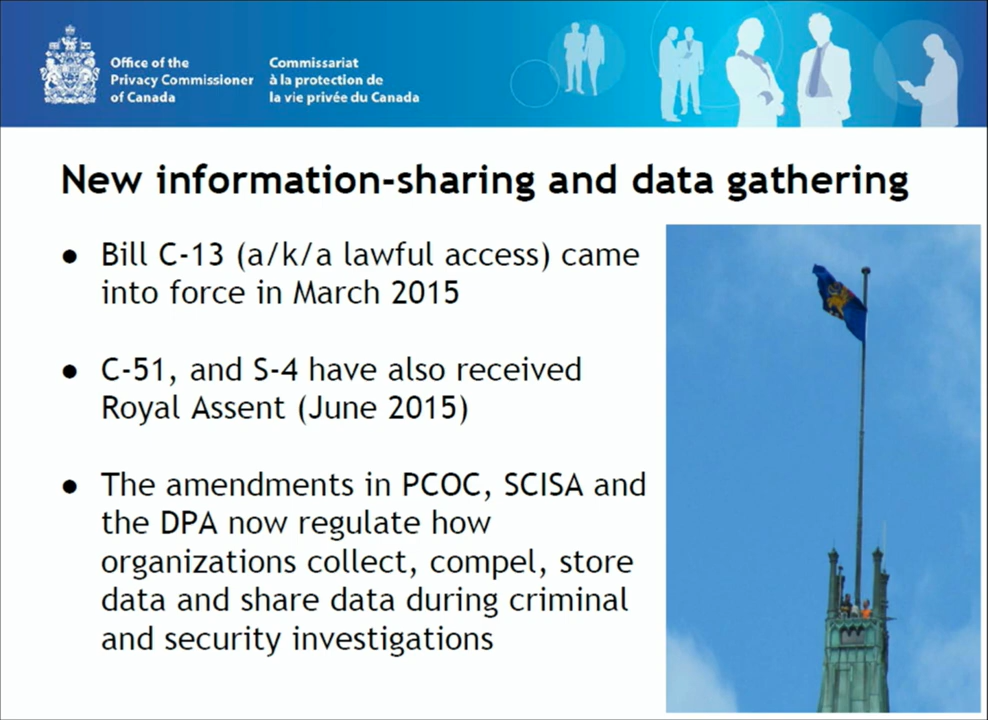 Office of the
Privacy Commissioner
of Canada
Commissariat
à la protection de
la vie privée du Canada
New information-sharing and data gathering
● Bill C-13 (a/k/a lawful access) came
into force in March 2015
● C-51, and S-4 have also received
Royal Assent (June 2015)
● The amendments in PCOC, SCISA and
the DPA now regulate how
organizations collect, compel, store
data and share data during criminal
and security investigations